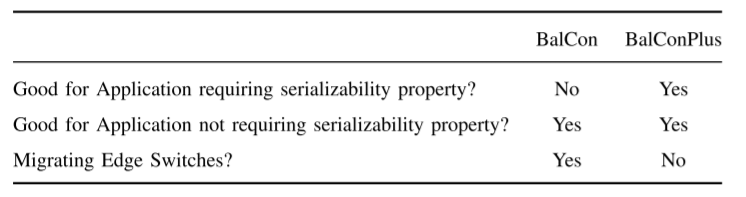 BalCon BalConPlus
Good for Application requiring serializability property? No Yes
Good for Application not requiring serializability property? Yes Yes
Migrating Edge Switches? Yes No